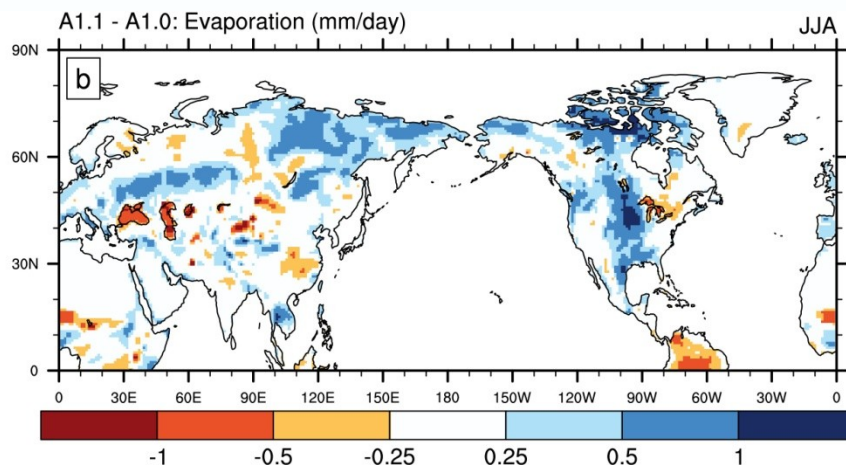 A1.1 - A1.0: Evaporation (mm/day) JJA
90N
b
60N
30N
0
0 30E 60E 90E 120E 150E 180 150W 120W 90W 60W 30W 0
-1 -0.5 -0.25 0.25 0.5 1